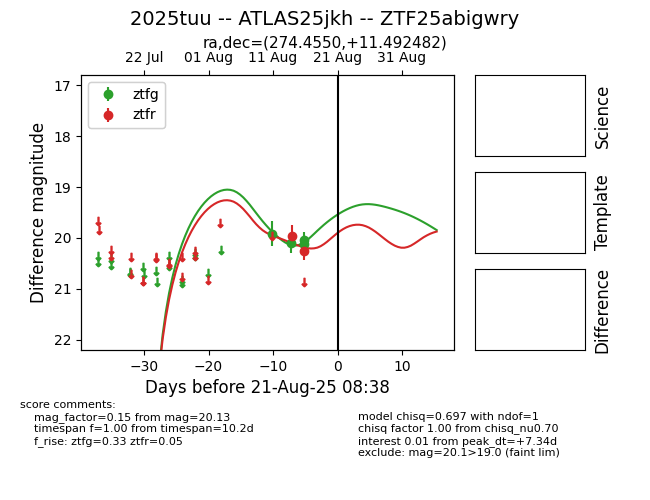 2025tuu -- ATLAS25jkh -- ZTF25abigwry
ra,dec=(274.4550,+11.492482)
22 Jul 01 Aug 11 Aug 21 Aug 31 Aug
ztfg
ztfr
17
18
19
20
21
22
Difference magnitude
−30 −20 −10 0 10
Days before 21-Aug-25 08:38
Science
Template
Difference
score comments:
mag_factor=0.15 from mag=20.13
timespan f=1.00 from timespan=10.2d
f_rise: ztfg=0.33 ztfr=0.05
model chisq=0.697 with ndof=1
chisq factor 1.00 from chisq_nu0.70
interest 0.01 from peak_dt=+7.34d
exclude: mag=20.1>19.0 (faint lim)